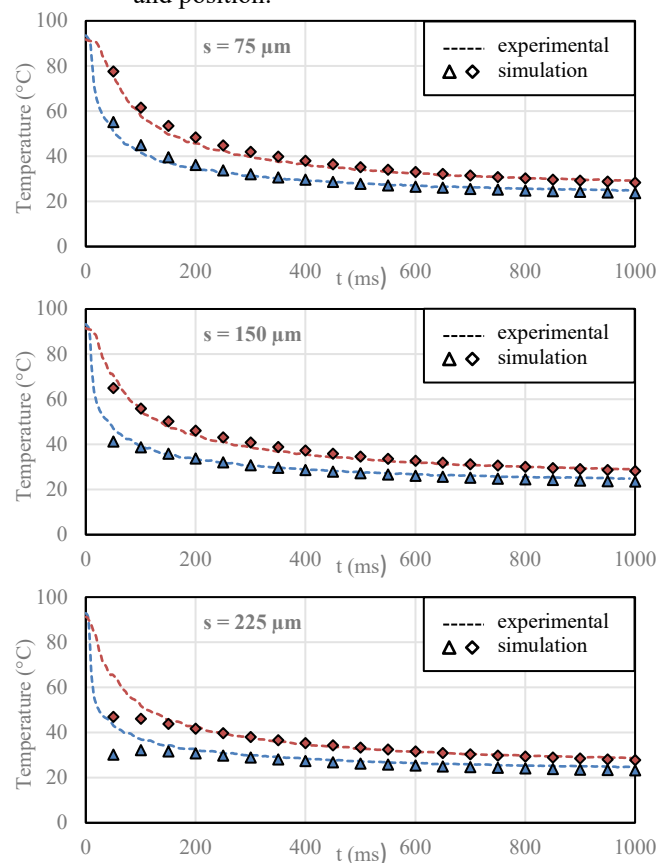 and position.
100
s = 75 µm
experimental
simulation
80
60
40
20
0
Temperature (°C)
0 200 400 600 800 1000
t (ms)
100
s = 150 µm
experimental
simulation
80
60
40
20
0
Temperature (°C)
0 200 400 600 800 1000
t (ms)
100
s = 225 µm
experimental
simulation
80
60
40
20
0
Temperature (°C)
0 200 400 600 800 1000
t (ms)